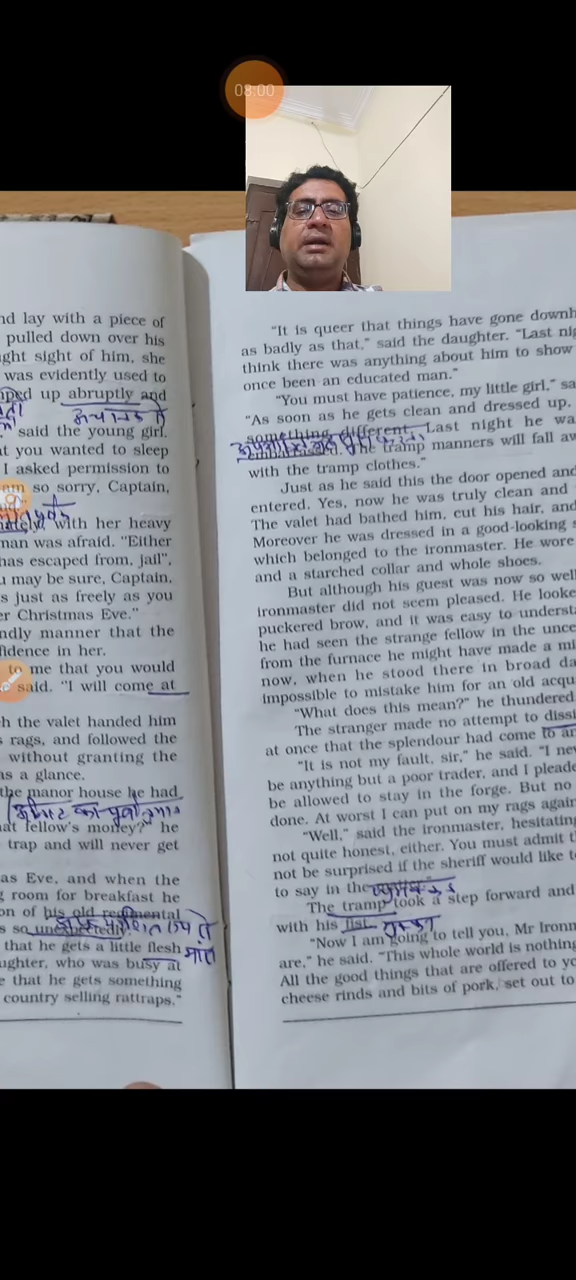 08:00
nd lay with a piece of
pulled down over his
ght sight of him, she
was evidently used to
ped up abruptly and
अचानक से
said the young girl.
at you wanted to sleep
I asked permission to
am so sorry, Captain,
with her heavy
man was afraid. "Either
has escaped from, jail",
u may be sure, Captain,
s just as freely as you
er Christmas Eve."
ndly manner that the
fidence in her.
to me that you would
said. "I will come at
h the valet handed him
s rags, and followed the
without granting the
as a glance.
the manor house he had
hat fellow's money?" he
trap and will never get
as Eve, and when the
g room for breakfast he
on of his old regimental
s so unexpectedly.
that he gets a little flesh
मांस
ughter, who was busy at
e that he gets something
country selling rattraps."
"It is queer that things have gone downh
as badly as that," said the daughter. "Last nig
think there was anything about him to show
once been an educated man."
"You must have patience, my little girl," sa
"As soon as he gets clean and dressed up.
something different. Last night he wa
tramp manners will fall aw
with the tramp clothes."
Just as he said this the door opened and
entered. Yes, now he was truly clean and
The valet had bathed him, cut his hair, and
Moreover he was dressed in a good-looking s
which belonged to the ironmaster. He wore
and a starched collar and whole shoes.
But although his guest was now so well
ironmaster did not seem pleased. He looke
puckered brow, and it was easy to underst
he had seen the strange fellow in the unce
from the furnace he might have made a mi
now, when he stood there in broad da
impossible to mistake him for an old acqu
"What does this mean?" he thundered
The stranger made no attempt to dissi
at once that the splendour had come to an
"It is not my fault, sir," he said. "I nev
be anything but a poor trader, and I pleade
be allowed to stay in the forge. But no
done. At worst I can put on my rags again
"Well," said the ironmaster, hesitating
not quite honest, either. You must admit t
not be surprised if the sheriff would like t
to say in the
The tramp took a step forward and
with his fist
मुक्का
"Now I am going to tell you, Mr Ironm
are," he said. "This whole world is nothing
All the good things that are offered to yo
cheese rinds and bits of pork, set out to